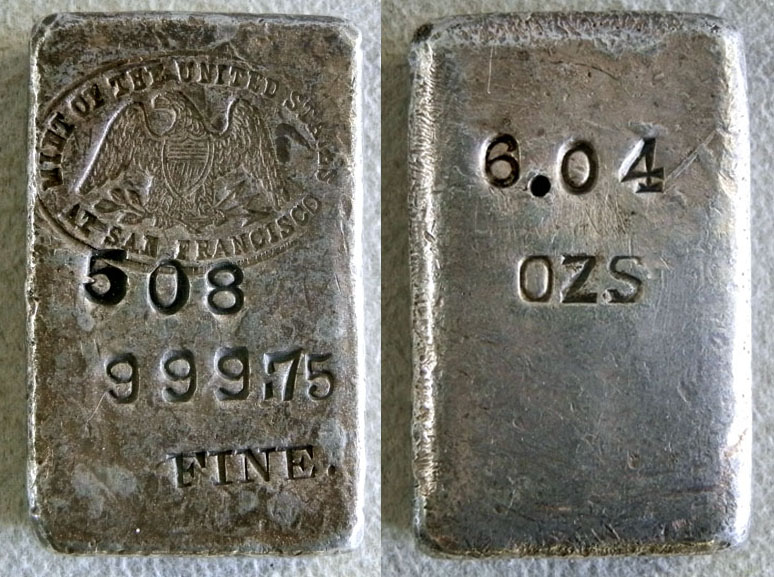 MINT OF THE UNITED STATES
AT SAN FRANCISCO
508
999.75
FINE.
6.04
OZS